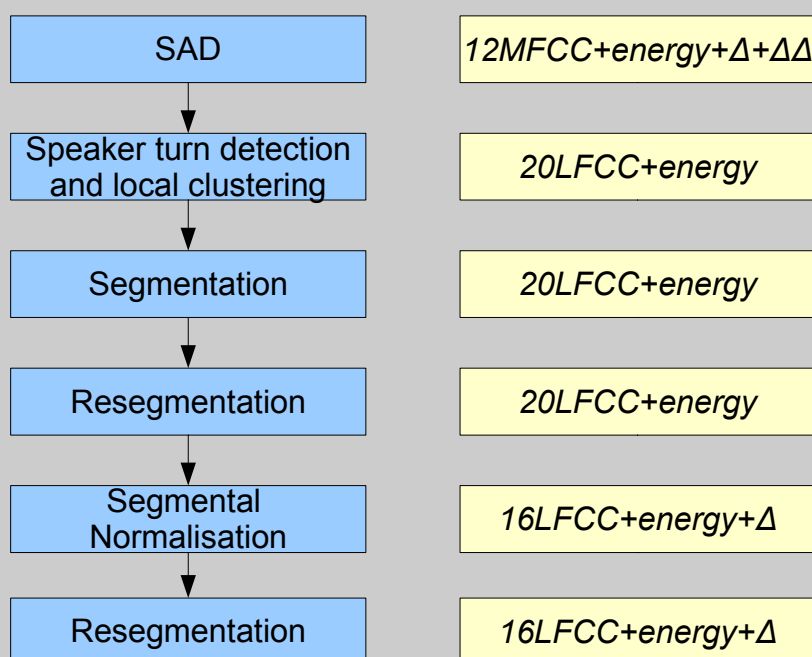 SAD
12MFCC+energy+Δ+ΔΔ
Speaker turn detection
and local clustering
20LFCC+energy
Segmentation
20LFCC+energy
Resegmentation
20LFCC+energy
Segmental
Normalisation
16LFCC+energy+Δ
Resegmentation
16LFCC+energy+Δ